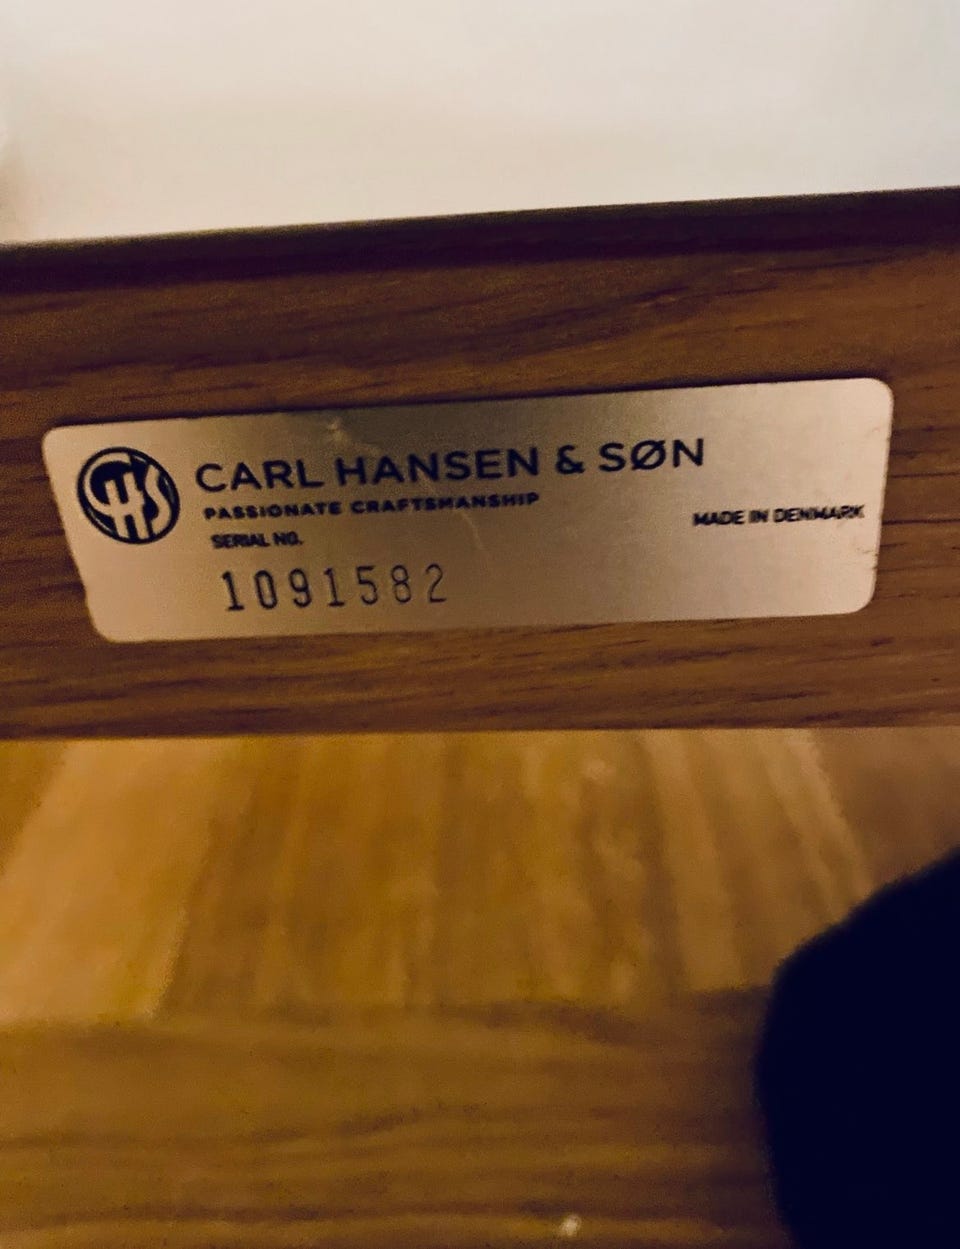 CHS
CARL HANSEN & SØN
PASSIONATE CRAFTSMANSHIP
MADE IN DENMARK
SERIAL NO.
1091582